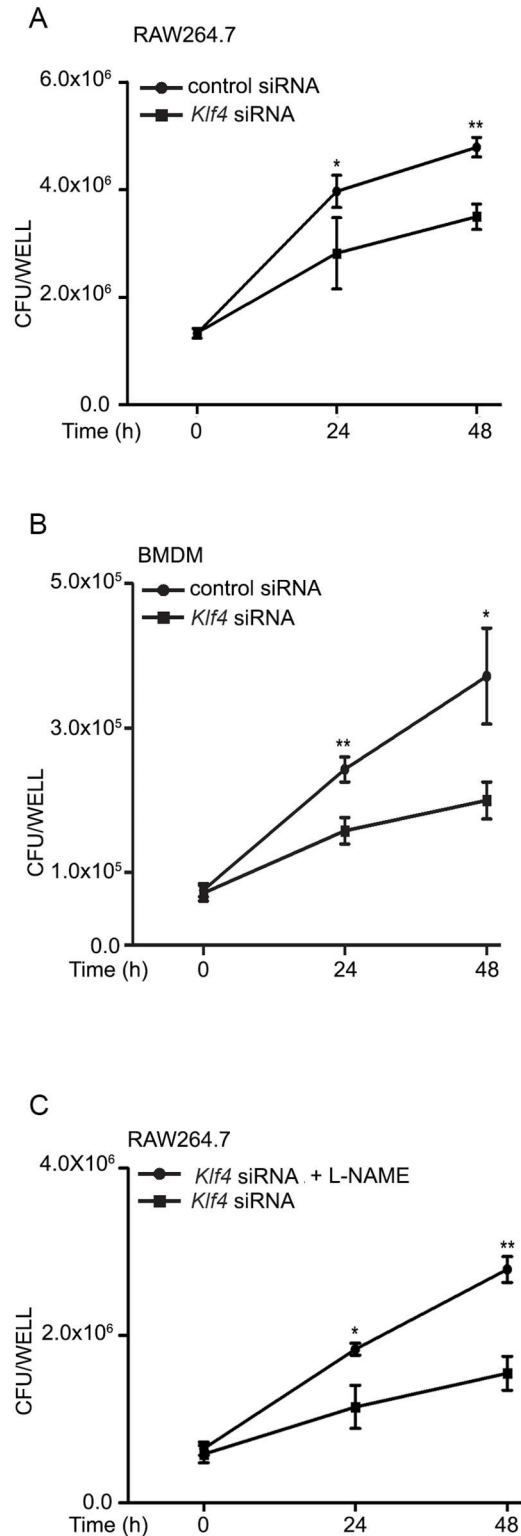 A
RAW264.7
6.0x10⁶
control siRNA
Klf4 siRNA
**
*
4.0x10⁶
CFU/WELL
2.0x10⁶
0.0
Time (h) 0 24 48
B
BMDM
5.0x10⁵
control siRNA
Klf4 siRNA
*
3.0x10⁵
**
CFU/WELL
1.0x10⁵
0.0
Time (h) 0 24 48
C
RAW264.7
4.0X10⁶
Klf4 siRNA . + L-NAME
Klf4 siRNA
**
2.0x10⁶
*
CFU/WELL
0.0
Time (h) 0 24 48